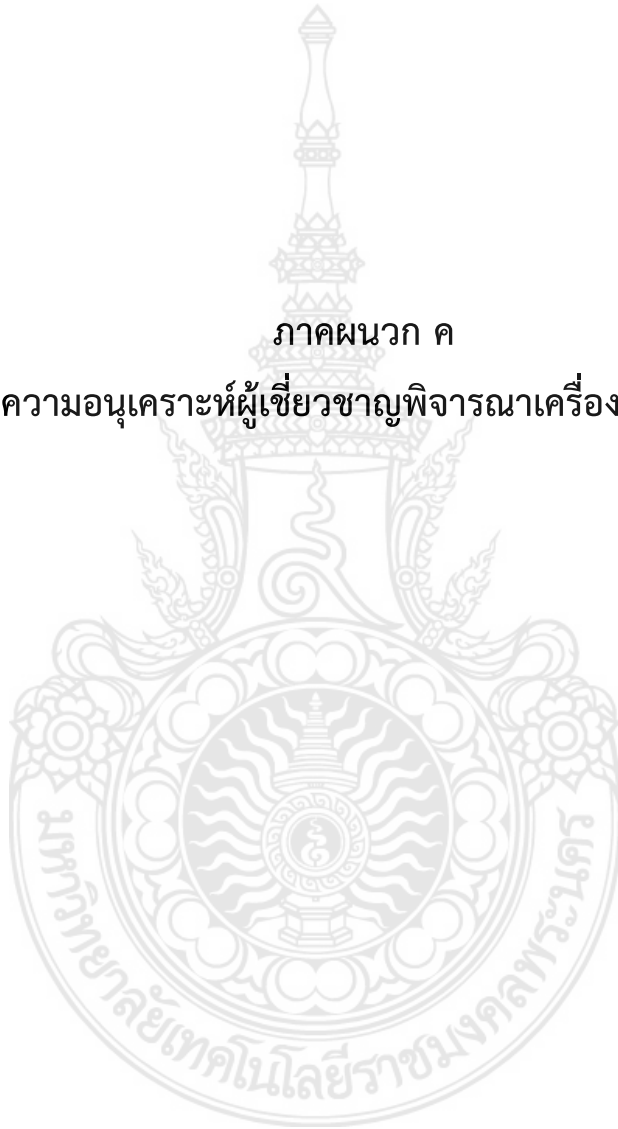 ภาคผนวก ค
ความอนุเคราะห์ผู้เชี่ยวชาญพิจารณาเครื่อง
มหาวิทยาลัยเทคโนโลยีราชมงคลพระนคร